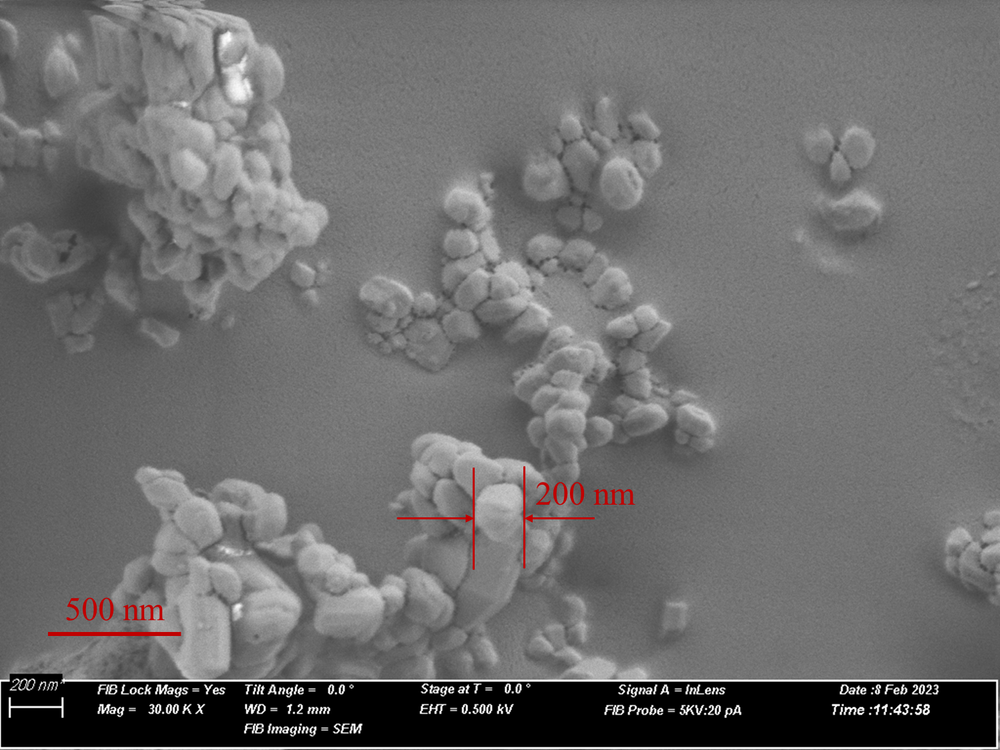 200 nm
500 nm
200 nm*
FIB Lock Mags = Yes Tilt Angle = 0.0 ° Stage at T = 0.0 ° Signal A = InLens Date :8 Feb 2023
Mag = 30.00 K X WD = 1.2 mm EHT = 0.500 kV FIB Probe = 5KV:20 pA Time :11:43:58
FIB Imaging = SEM